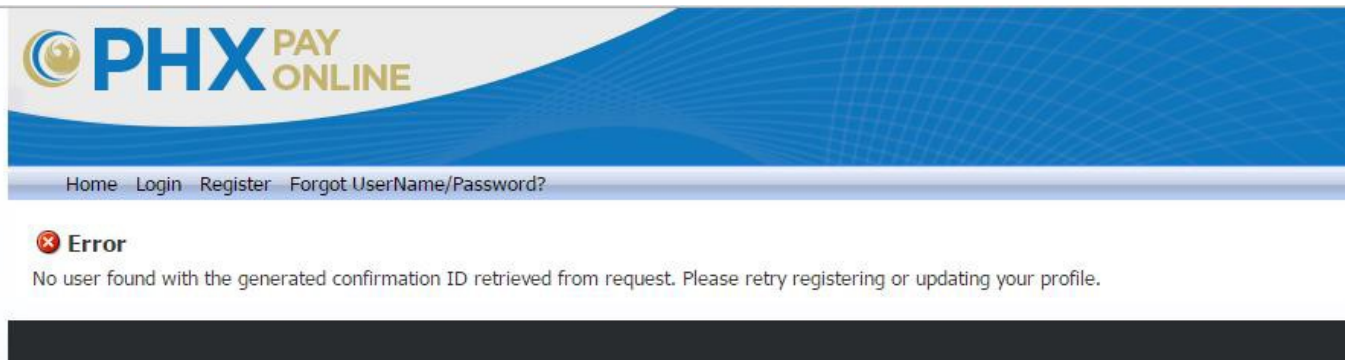 PHX PAY ONLINE
Home Login Register Forgot UserName/Password?
Error
No user found with the generated confirmation ID retrieved from request. Please retry registering or updating your profile.